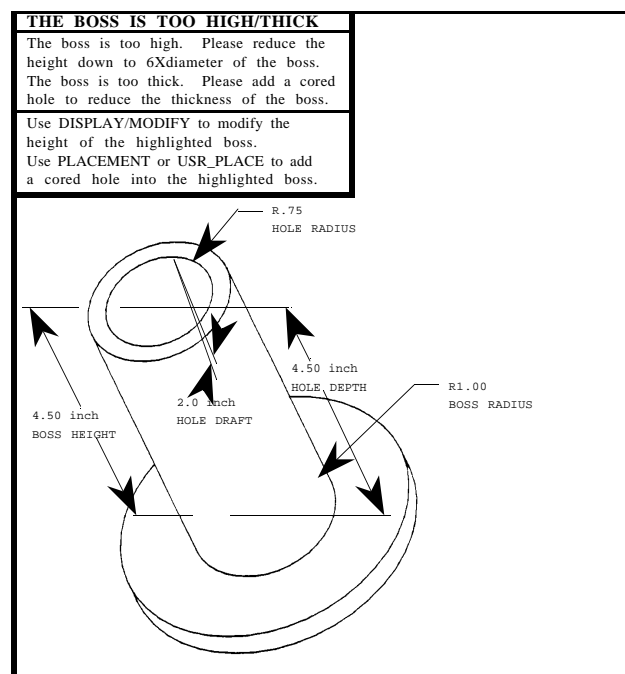 THE BOSS IS TOO HIGH/THICK
The boss is too high. Please reduce the
height down to 6Xdiameter of the boss.
The boss is too thick. Please add a cored
hole to reduce the thickness of the boss.
Use DISPLAY/MODIFY to modify the
height of the highlighted boss.
Use PLACEMENT or USR_PLACE to add
a cored hole into the highlighted boss.
R.75
HOLE RADIUS
4.50 inch
HOLE DEPTH
R1.00
BOSS RADIUS
2.0 inch
HOLE DRAFT
4.50 inch
BOSS HEIGHT